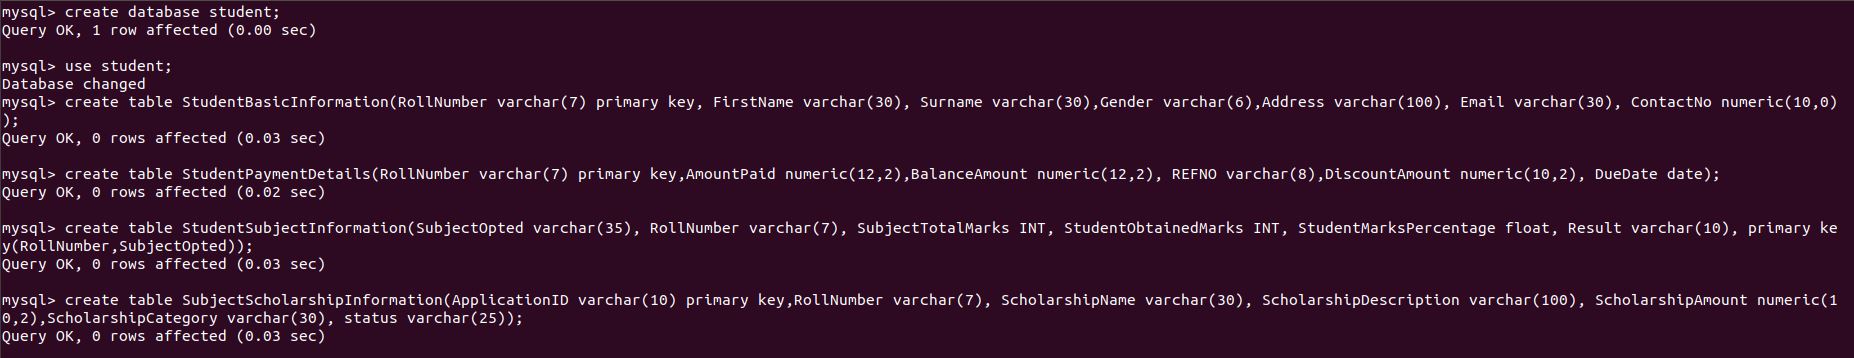 mysql> create database student;
Query OK, 1 row affected (0.00 sec)
mysql> use student;
Database changed
mysql> create table StudentBasicInformation(RollNumber varchar(7) primary key, FirstName varchar(30), Surname varchar(30),Gender varchar(6),Address varchar(100), Email varchar(30), ContactNo numeric(10,0)
);
Query OK, 0 rows affected (0.03 sec)
mysql> create table StudentPaymentDetails(RollNumber varchar(7) primary key,AmountPaid numeric(12,2),BalanceAmount numeric(12,2), REFNO varchar(8),DiscountAmount numeric(10,2), DueDate date);
Query OK, 0 rows affected (0.02 sec)
mysql> create table StudentSubjectInformation(SubjectOpted varchar(35), RollNumber varchar(7), SubjectTotalMarks INT, StudentObtainedMarks INT, StudentMarksPercentage float, Result varchar(10), primary ke
y(RollNumber,SubjectOpted));
Query OK, 0 rows affected (0.03 sec)
mysql> create table SubjectScholarshipInformation(ApplicationID varchar(10) primary key,RollNumber varchar(7), ScholarshipName varchar(30), ScholarshipDescription varchar(100), ScholarshipAmount numeric(1
0,2),ScholarshipCategory varchar(30), status varchar(25));
Query OK, 0 rows affected (0.03 sec)